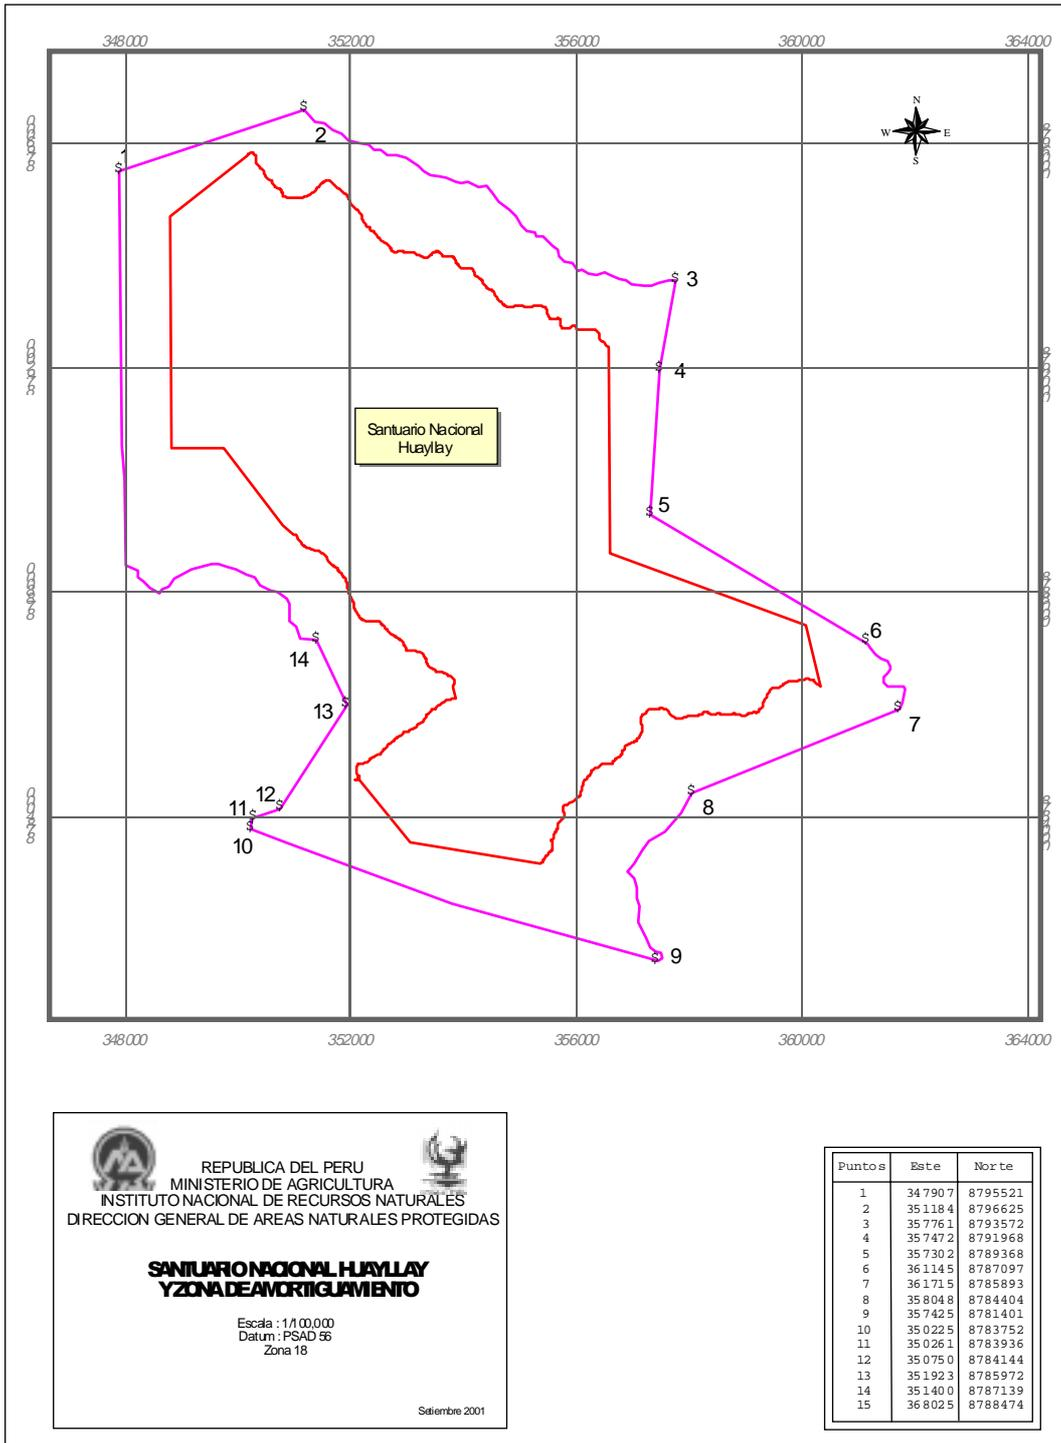 348000 352000 356000 360000 364000
N
W E
S
$
2
$
$ 3
$ 4
Santuario Nacional
Huayllay
$ 5
$ 6
14 $
13 $
$ 7
12 $
11 $
$ 8
10 $
$ 9
348000 352000 356000 360000 364000
REPUBLICA DEL PERU
MINISTERIO DE AGRICULTURA
INSTITUTO NACIONAL DE RECURSOS NATURALES
DIRECCION GENERAL DE AREAS NATURALES PROTEGIDAS
SANTUARIO NACIONAL HUAYLLAY
Y ZONA DE AMORTIGUAMIENTO
Escala : 1/100,000
Datum : PSAD 56
Zona 18
Setiembre 2001
Puntos Este Norte
1 347907 8795521
2 351184 8796625
3 357761 8793572
4 357472 8791968
5 357302 8789368
6 361145 8787097
7 361715 8785893
8 358048 8784404
9 357425 8781401
10 350225 8783752
11 350261 8783936
12 350750 8784144
13 351923 8785972
14 351400 8787139
15 368025 8788474